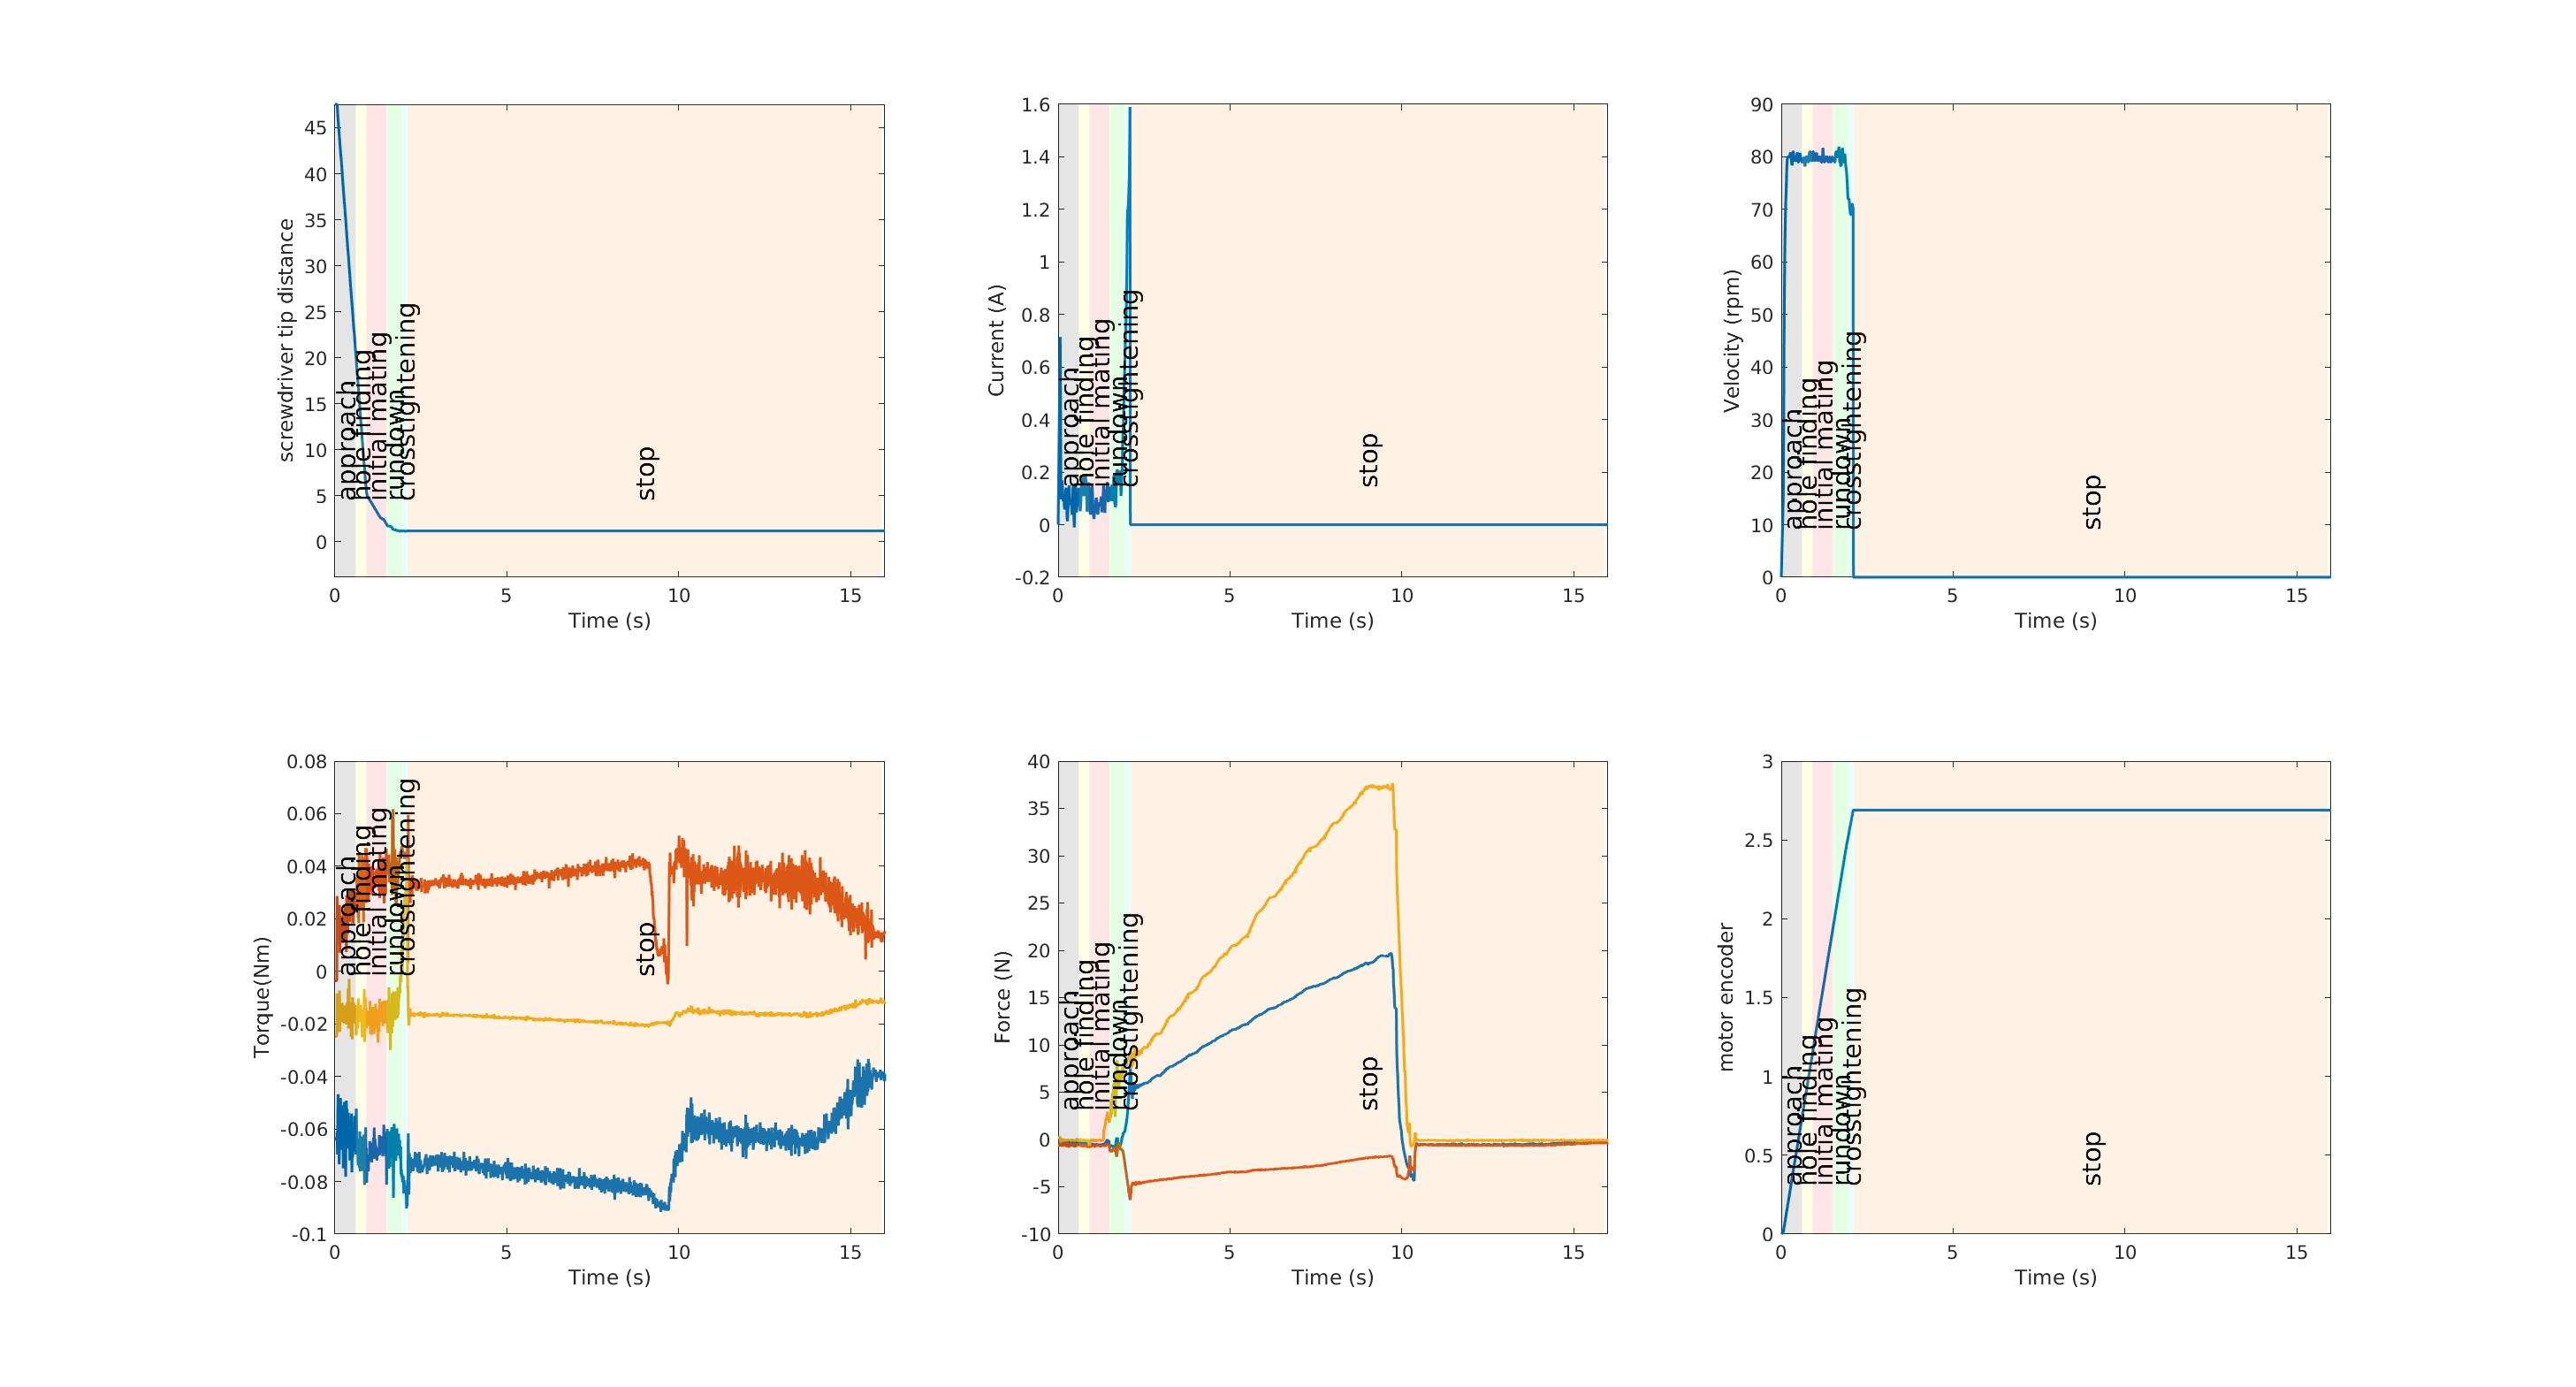 45
40
35
30
25
20
15
10
5
0
screwdriver tip distance
approach
hole finding
initial mating
rundown
crosstightening
stop
0 5 10 15
Time (s)
1.6
1.4
1.2
1
0.8
0.6
0.4
0.2
0
-0.2
Current (A)
approach
hole finding
initial mating
rundown
crosstightening
stop
0 5 10 15
Time (s)
90
80
70
60
50
40
30
20
10
0
Velocity (rpm)
approach
hole finding
initial mating
rundown
crosstightening
stop
0 5 10 15
Time (s)
0.08
0.06
0.04
0.02
0
-0.02
-0.04
-0.06
-0.08
-0.1
Torque(Nm)
approach
hole finding
initial mating
rundown
crosstightening
stop
0 5 10 15
Time (s)
40
35
30
25
20
15
10
5
0
-5
-10
Force (N)
approach
hole finding
initial mating
rundown
crosstightening
stop
0 5 10 15
Time (s)
3
2.5
2
1.5
1
0.5
0
motor encoder
approach
hole finding
initial mating
rundown
crosstightening
stop
0 5 10 15
Time (s)